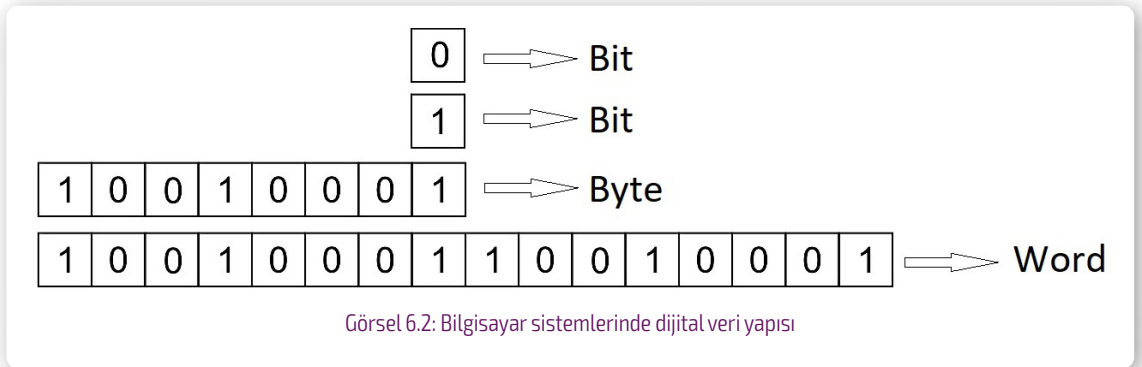 0 Bit
1 Bit
1 0 0 1 0 0 0 1 Byte
1 0 0 1 0 0 0 1 1 0 0 1 0 0 0 1 Word
Görsel 6.2: Bilgisayar sistemlerinde dijital veri yapısı